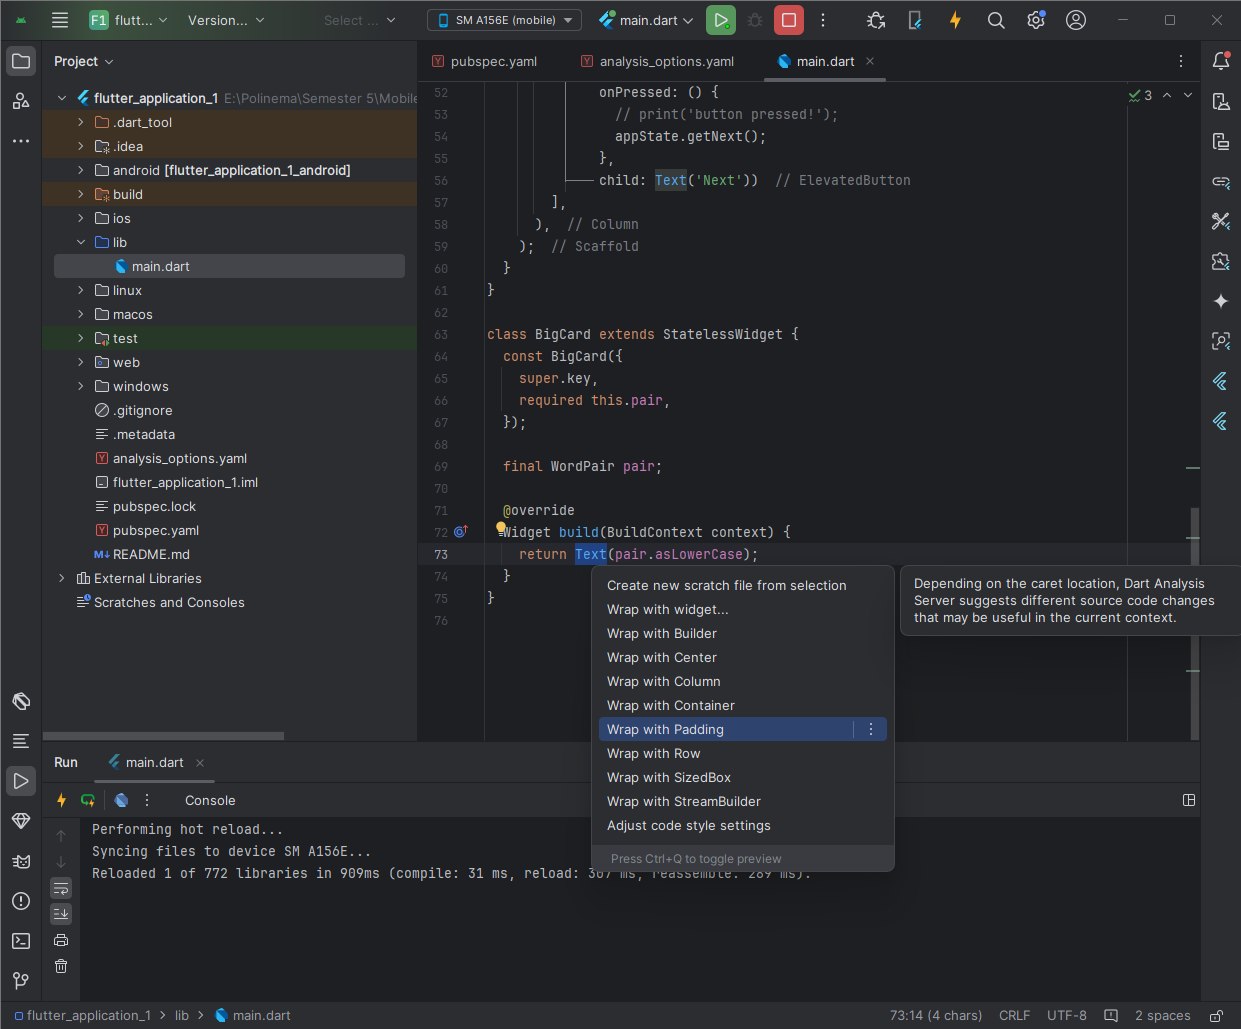 F1 flutt...
Version...
Select ...
SM A156E (mobile)
main.dart
Project
pubspec.yaml
analysis_options.yaml
main.dart
flutter_application_1 E:\Polinema\Semester 5\Mobile
.dart_tool
.idea
android [flutter_application_1_android]
build
ios
lib
main.dart
linux
macos
test
web
windows
.gitignore
.metadata
analysis_options.yaml
flutter_application_1.iml
pubspec.lock
pubspec.yaml
README.md
External Libraries
Scratches and Consoles
3
52 onPressed: () {
53 // print('button pressed!');
54 appState.getNext();
55 },
56 child: Text('Next')) // ElevatedButton
57 ],
58 ), // Column
59 ); // Scaffold
60 }
61 }
62
63 class BigCard extends StatelessWidget {
64 const BigCard({
65 super.key,
66 required this.pair,
67 });
68
69 final WordPair pair;
70
71 @override
72 Widget build(BuildContext context) {
73 return Text(pair.asLowerCase);
74 }
75 }
76
Create new scratch file from selection
Wrap with widget...
Wrap with Builder
Wrap with Center
Wrap with Column
Wrap with Container
Wrap with Padding
Wrap with Row
Wrap with SizedBox
Wrap with StreamBuilder
Adjust code style settings
Press Ctrl+Q to toggle preview
Depending on the caret location, Dart Analysis
Server suggests different source code changes
that may be useful in the current context.
Run
main.dart
Console
Performing hot reload...
Syncing files to device SM A156E...
Reloaded 1 of 772 libraries in 909ms (compile: 31 ms, reload: 307 ms, reassemble: 289 ms).
flutter_application_1 > lib > main.dart
73:14 (4 chars)
CRLF
UTF-8
2 spaces